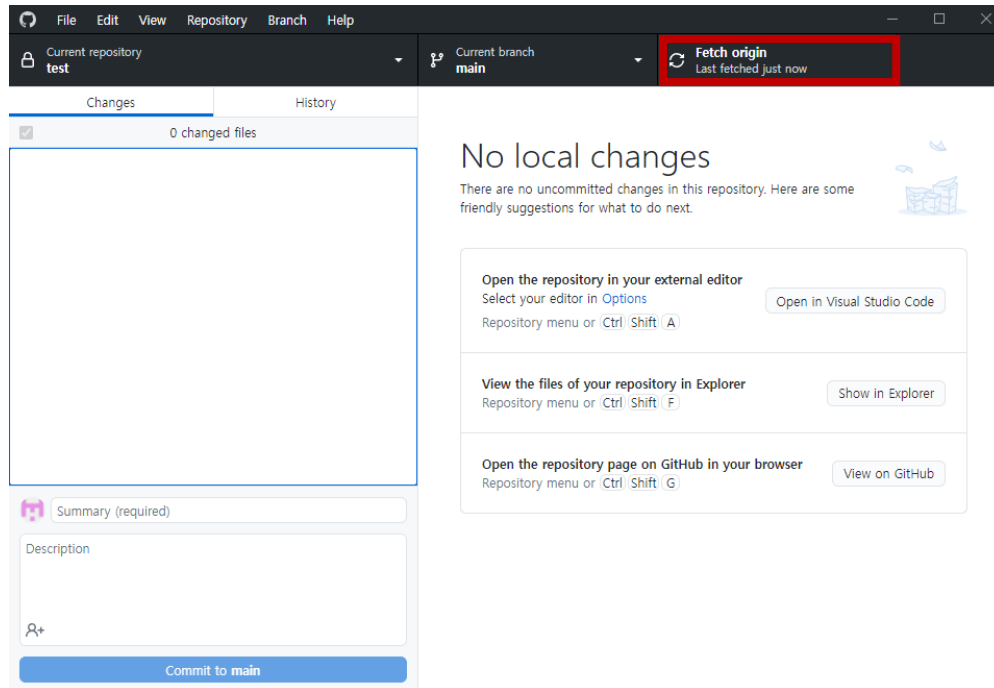 File Edit View Repository Branch Help
Current repository
test
Current branch
main
Fetch origin
Last fetched just now
Changes History
0 changed files
No local changes
There are no uncommitted changes in this repository. Here are some
friendly suggestions for what to do next.
Open the repository in your external editor
Select your editor in Options
Repository menu or Ctrl Shift A
Open in Visual Studio Code
View the files of your repository in Explorer
Repository menu or Ctrl Shift F
Show in Explorer
Open the repository page on GitHub in your browser
Repository menu or Ctrl Shift G
View on GitHub
Summary (required)
Description
Commit to main